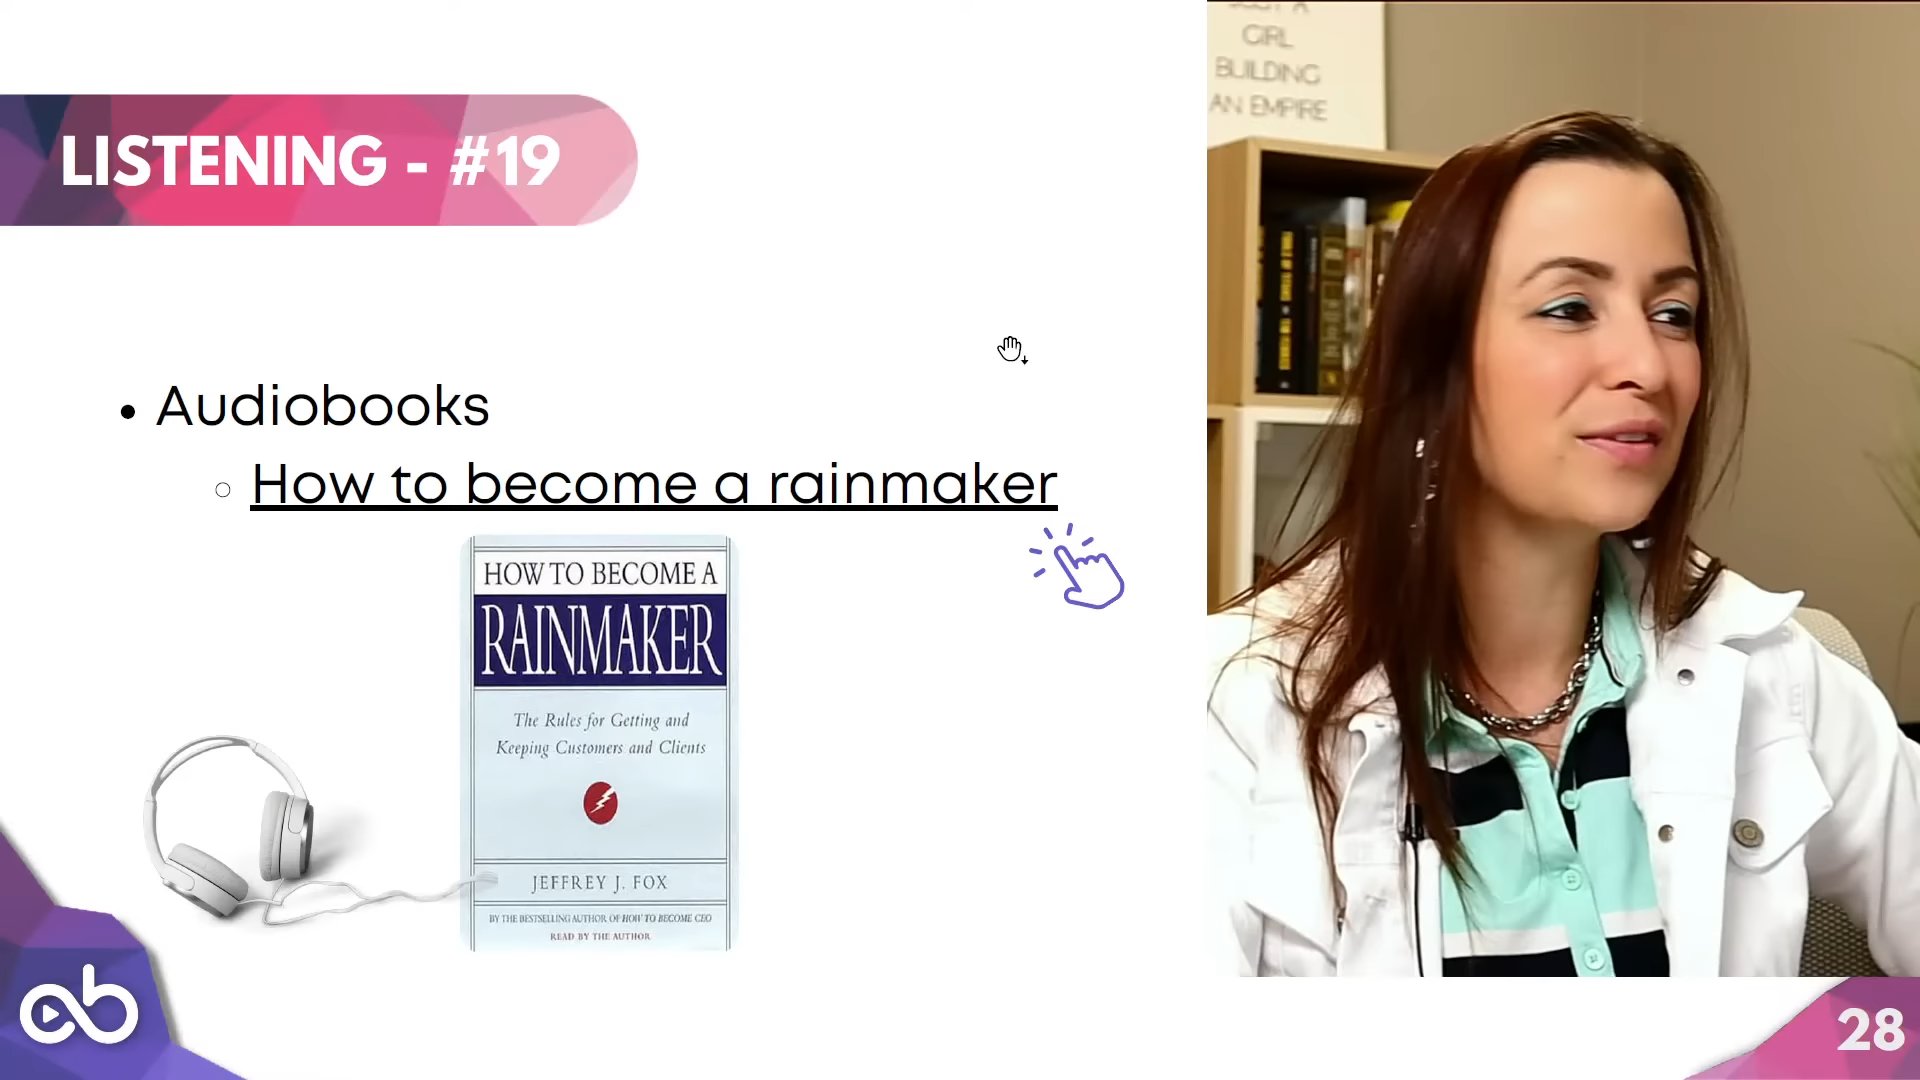 LISTENING - #19
Audiobooks
How to become a rainmaker
HOW TO BECOME A
RAINMAKER
The Rules for Getting and
Keeping Customers and Clients
JEFFREY J. FOX
BY THE BESTSELLING AUTHOR OF HOW TO BECOME CEO
READ BY THE AUTHOR
GIRL
BUILDING
AN EMPIRE
28